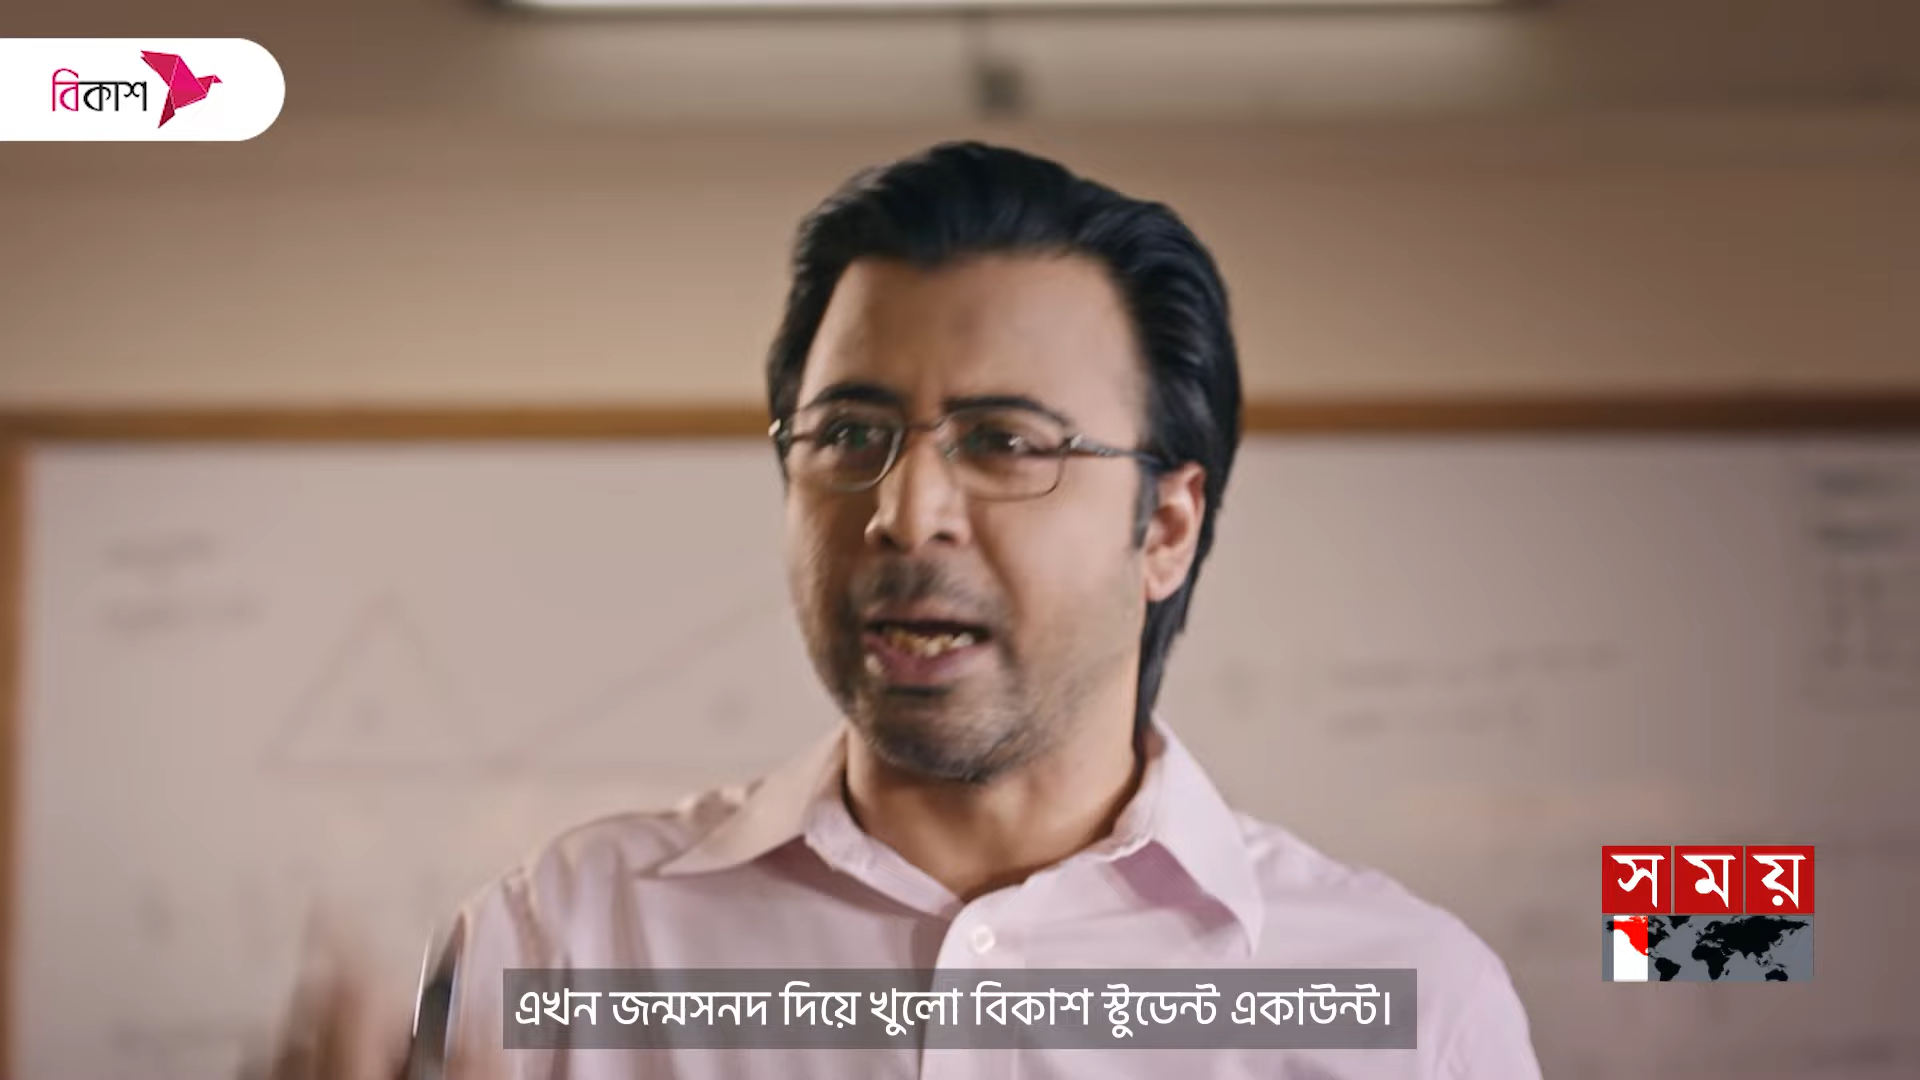 বিকাশ
সময়
এখন জন্মসনদ দিয়ে খুলো বিকাশ স্টুডেন্ট একাউন্ট।